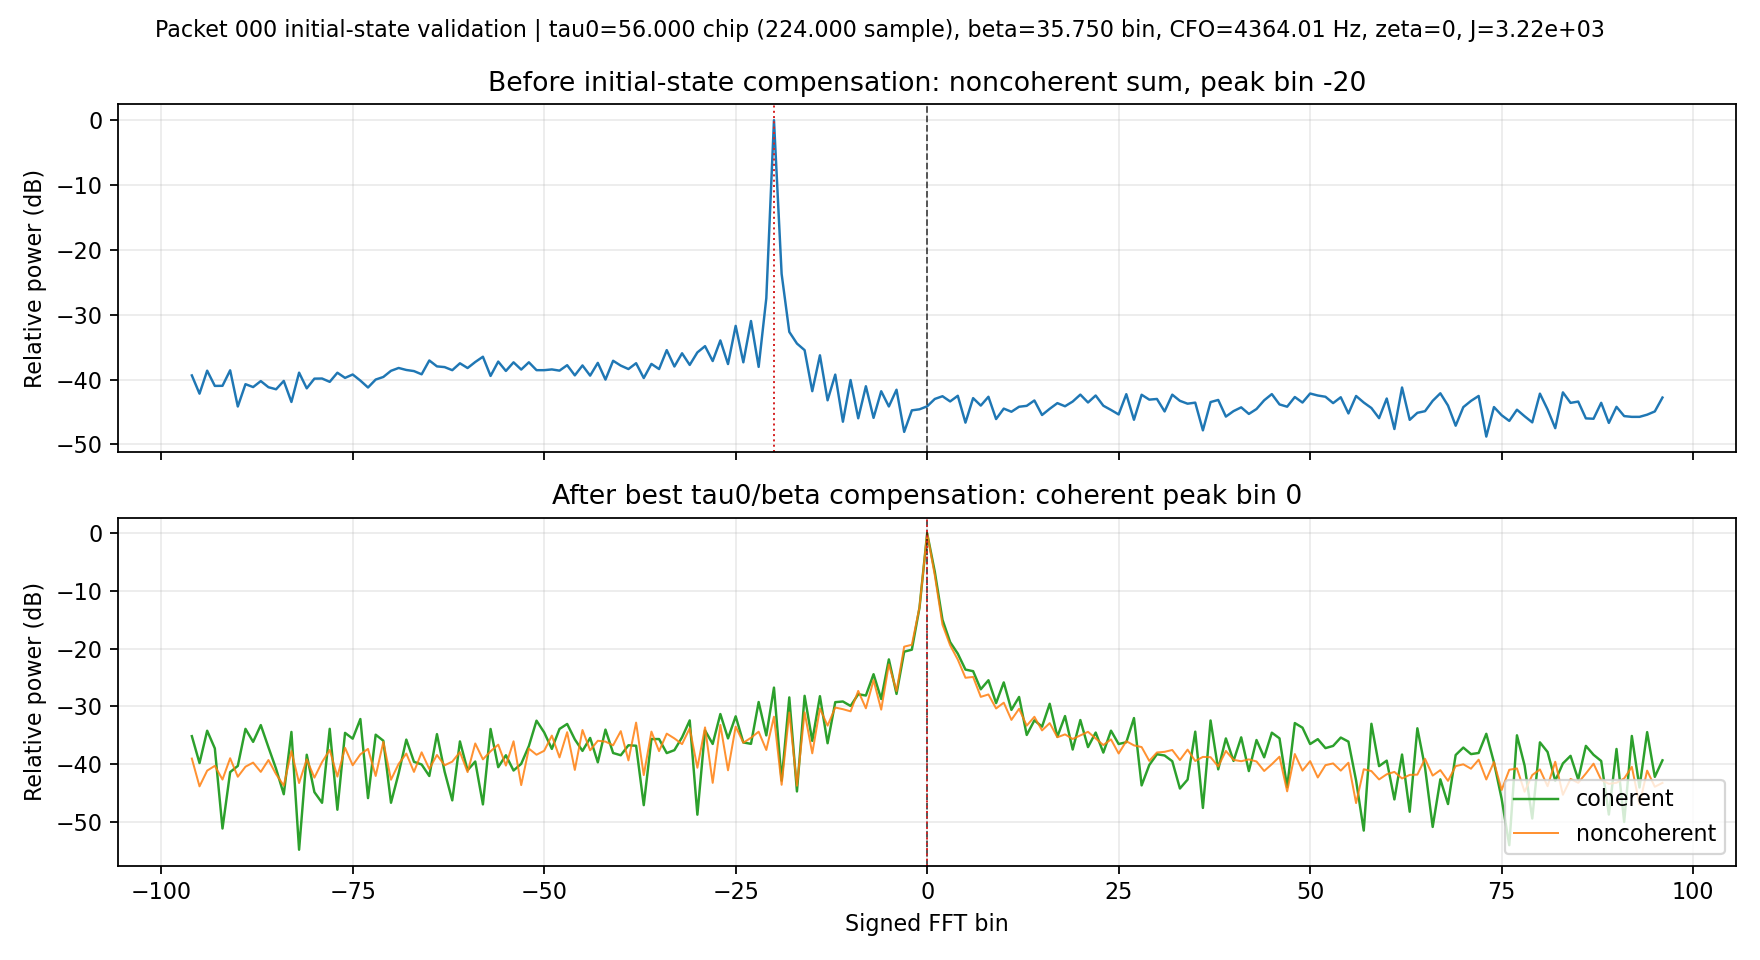 Packet 000 initial-state validation | tau0=56.000 chip (224.000 sample), beta=35.750 bin, CFO=4364.01 Hz, zeta=0, J=3.22e+03
Before initial-state compensation: noncoherent sum, peak bin -20
Relative power (dB)
0
−10
−20
−30
−40
−50
After best tau0/beta compensation: coherent peak bin 0
Relative power (dB)
0
−10
−20
−30
−40
−50
coherent
noncoherent
−100
−75
−50
−25
0
25
50
75
100
Signed FFT bin